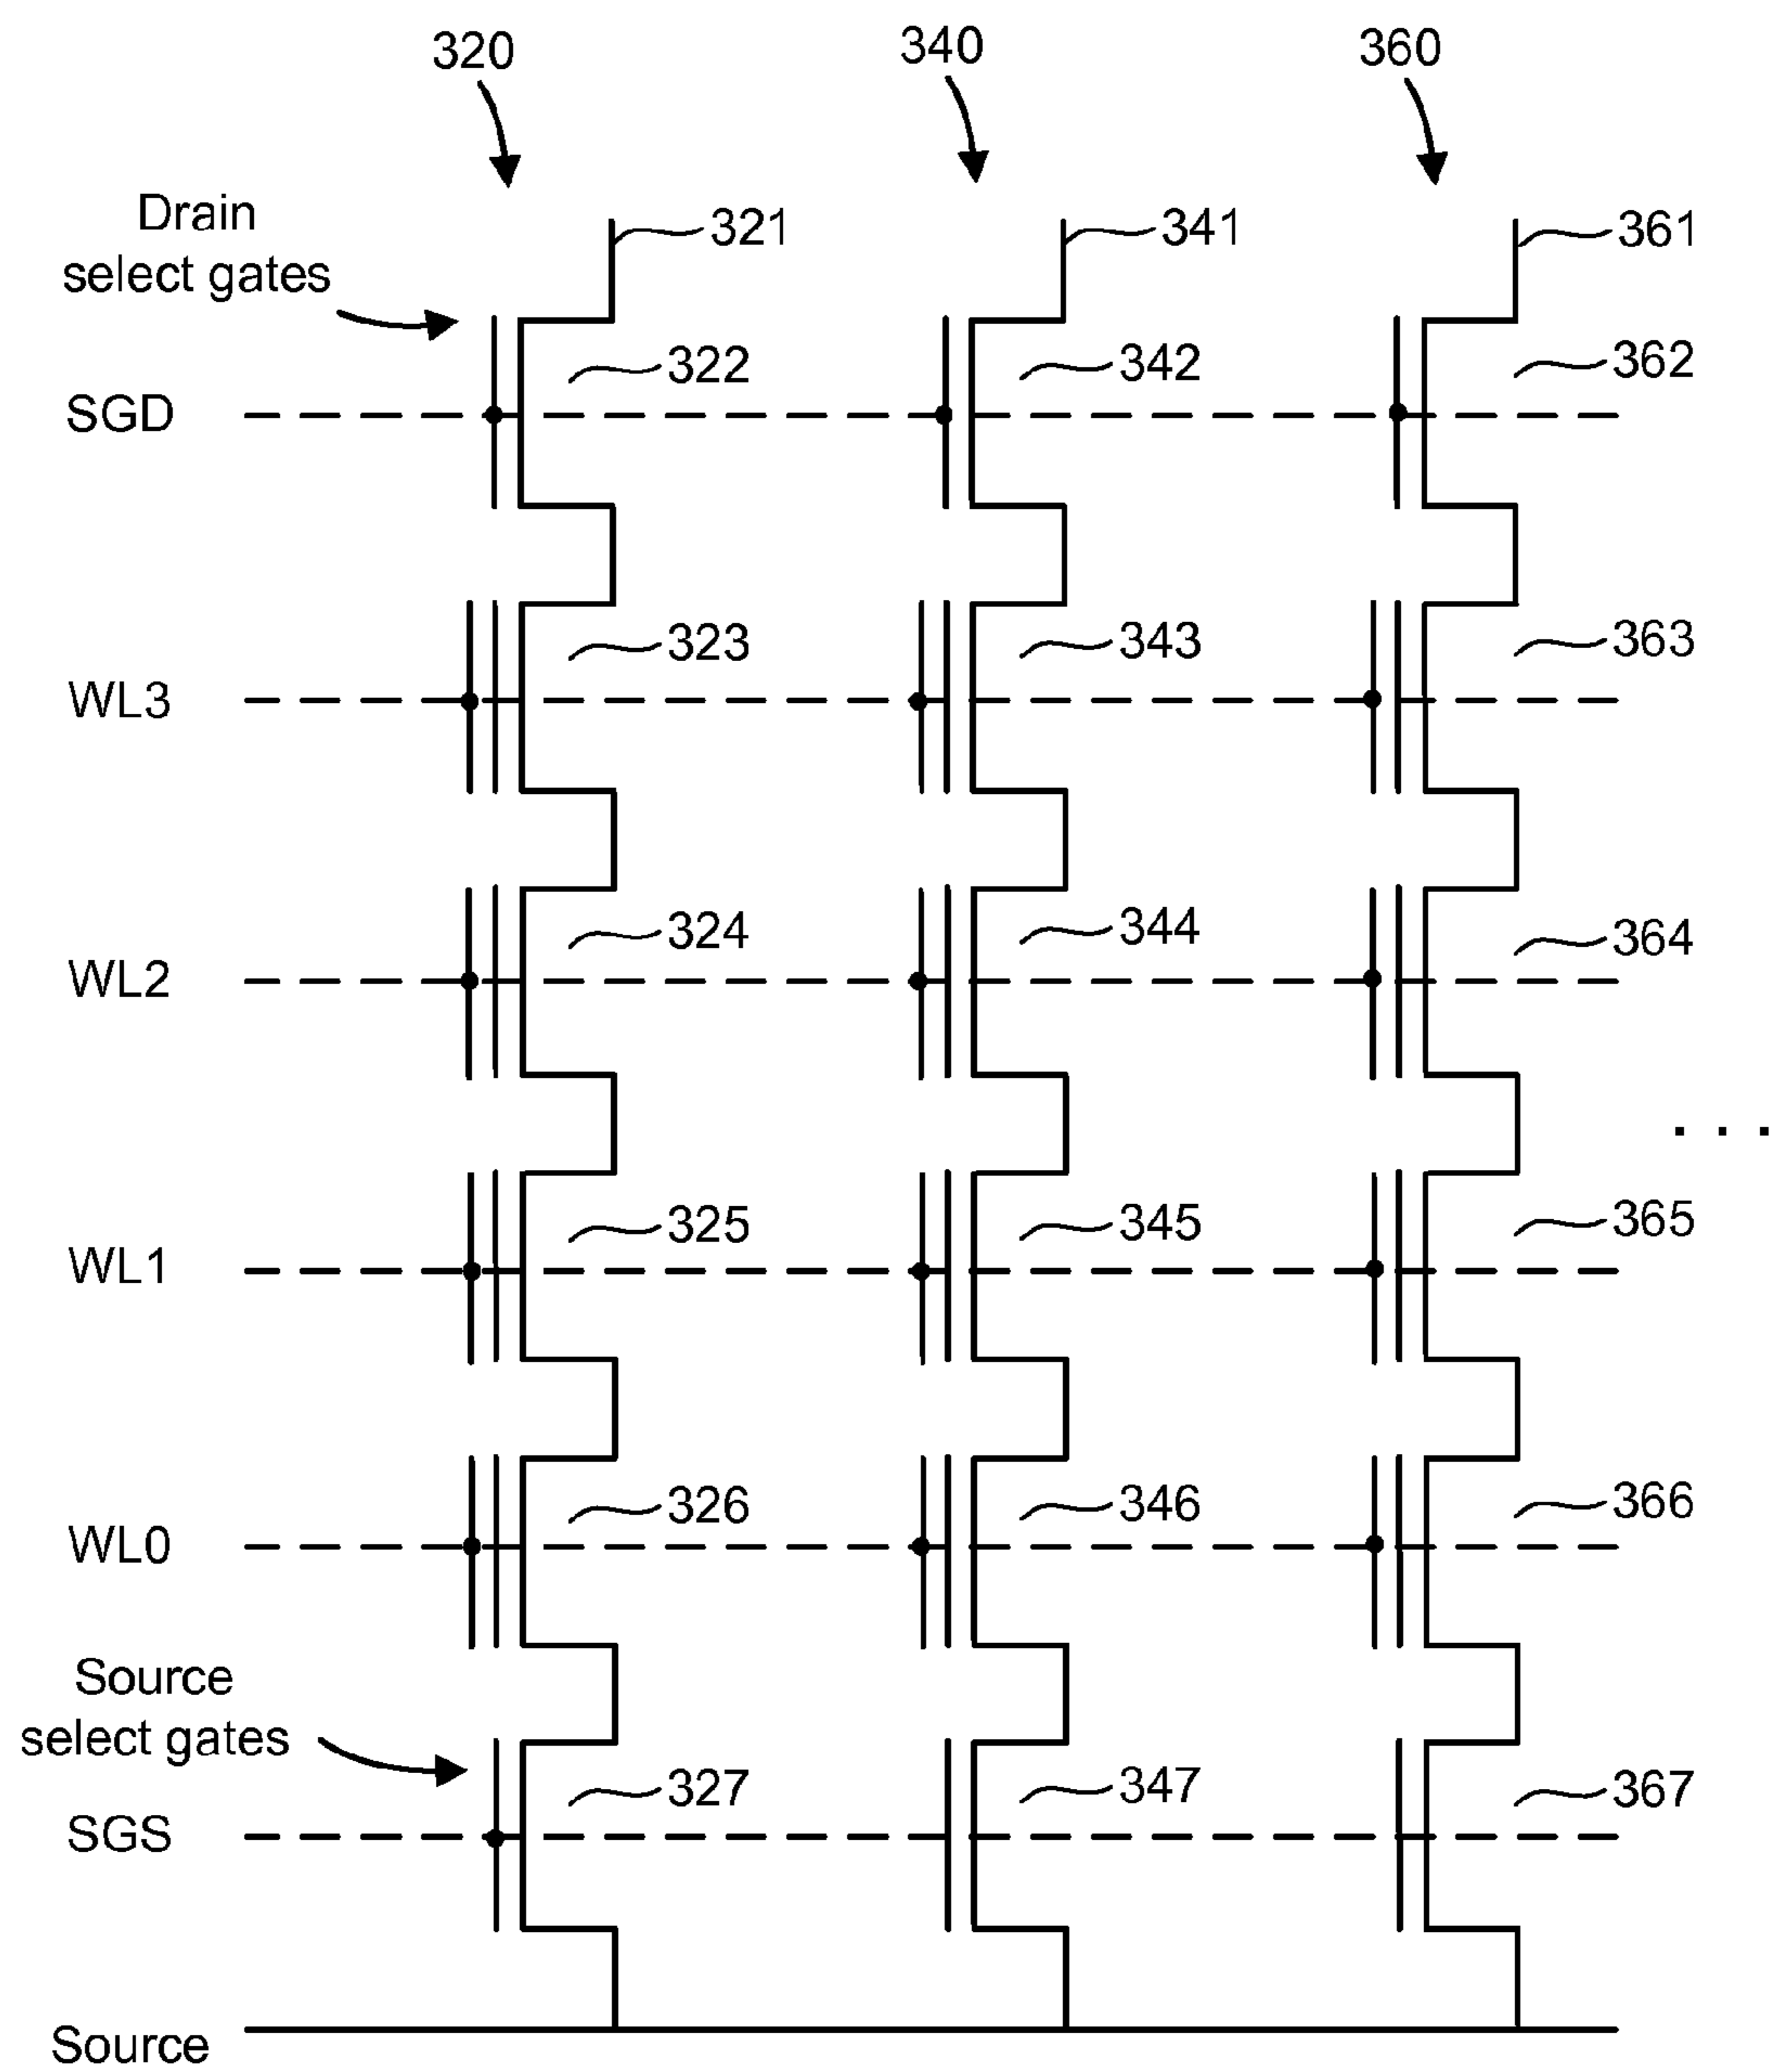 320 340 360
Drain
select gates
321 341 361
322 342 362
SGD
323 343 363
WL3
324 344 364
WL2
. . .
325 345 365
WL1
326 346 366
WL0
Source
select gates
327 347 367
SGS
Source